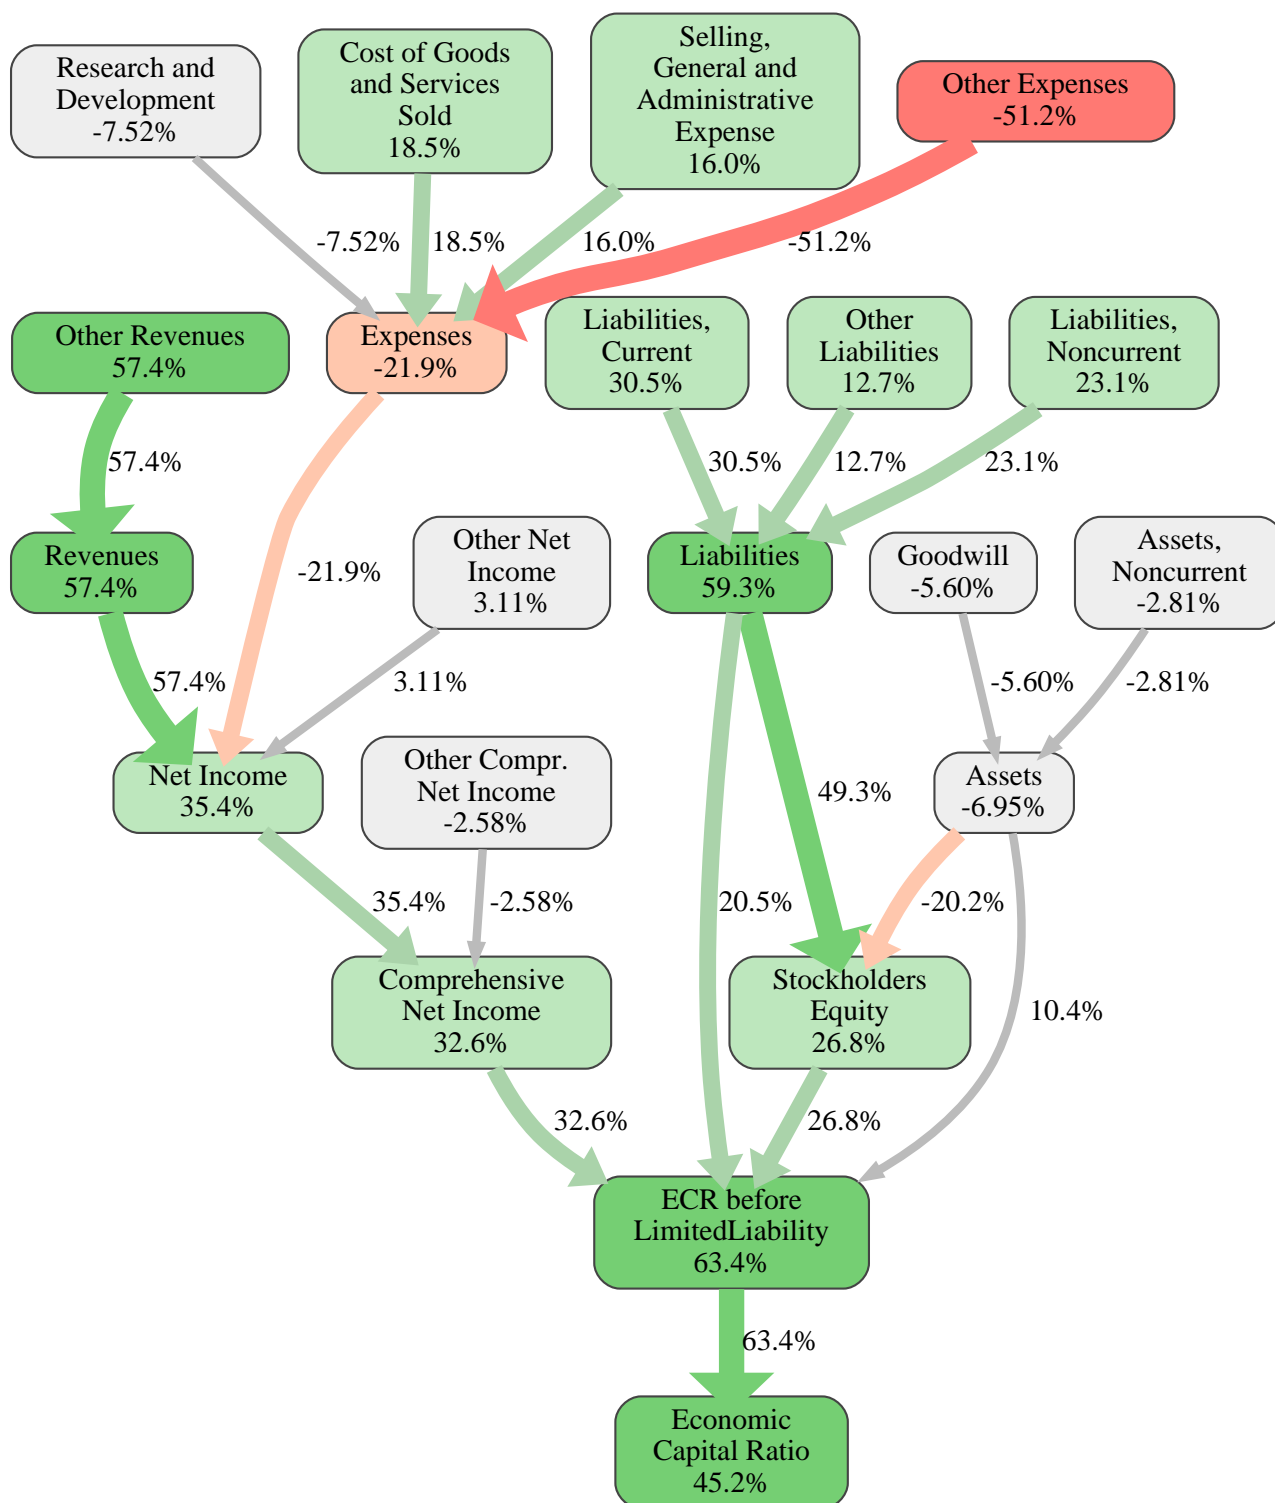 Research and
Development
-7.52%
Cost of Goods
and Services
Sold
18.5%
Selling,
General and
Administrative
Expense
16.0%
Other Expenses
-51.2%
-7.52%
18.5%
16.0%
-51.2%
Other Revenues
57.4%
Expenses
-21.9%
Liabilities,
Current
30.5%
Other
Liabilities
12.7%
Liabilities,
Noncurrent
23.1%
57.4%
30.5%
12.7%
23.1%
Revenues
57.4%
-21.9%
Other Net
Income
3.11%
Liabilities
59.3%
Goodwill
-5.60%
Assets,
Noncurrent
-2.81%
57.4%
3.11%
-5.60%
-2.81%
Net Income
35.4%
Other Compr.
Net Income
-2.58%
49.3%
Assets
-6.95%
35.4%
-2.58%
20.5%
-20.2%
Comprehensive
Net Income
32.6%
Stockholders
Equity
26.8%
10.4%
32.6%
26.8%
ECR before
LimitedLiability
63.4%
63.4%
Economic
Capital Ratio
45.2%